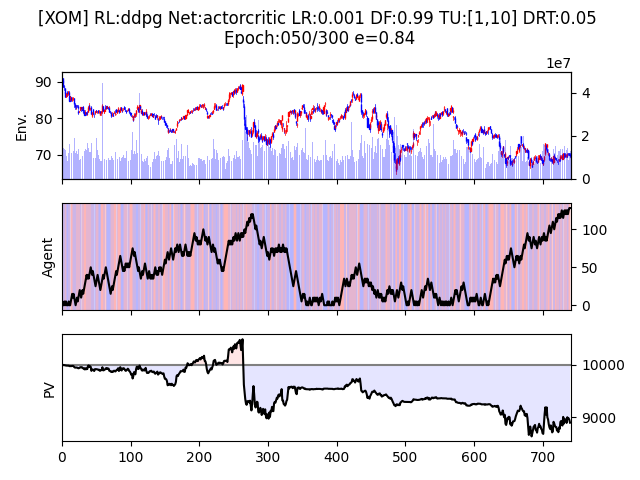 [XOM] RL:ddpg Net:actorcritic LR:0.001 DF:0.99 TU:[1,10] DRT:0.05
Epoch:050/300 e=0.84
1e7
90
80
70
Env.
4
2
0
Agent
100
50
0
PV
10000
9000
0 100 200 300 400 500 600 700